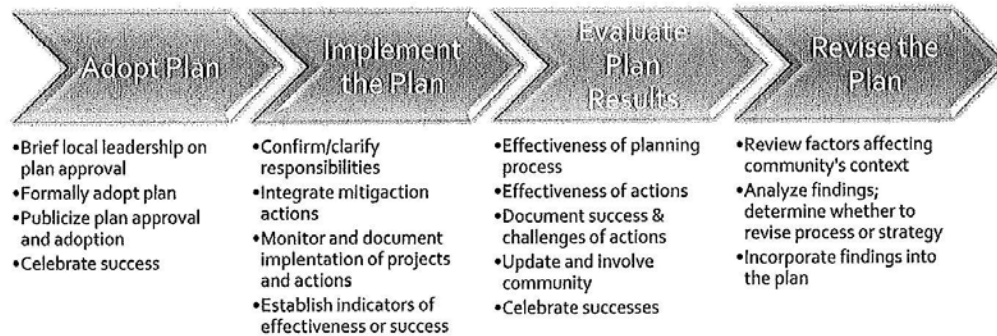 Adopt Plan
•Brief local leadership on
plan approval
•Formally adopt plan
•Publicize plan approval
and adoption
•Celebrate success
Implement
the Plan
•Confirm/clarify
responsibilities
•Integrate mitigaction
actions
•Monitor and document
implentation of projects
and actions
•Establish indicators of
effectiveness or success
Evaluate
Plan
Results
•Effectiveness of planning
process
•Effectiveness of actions
•Document success &
challenges of actions
•Update and involve
community
•Celebrate successes
Revise the
Plan
•Review factors affecting
community's context
•Analyze findings;
determine whether to
revise process or strategy
•Incorporate findings into
the plan